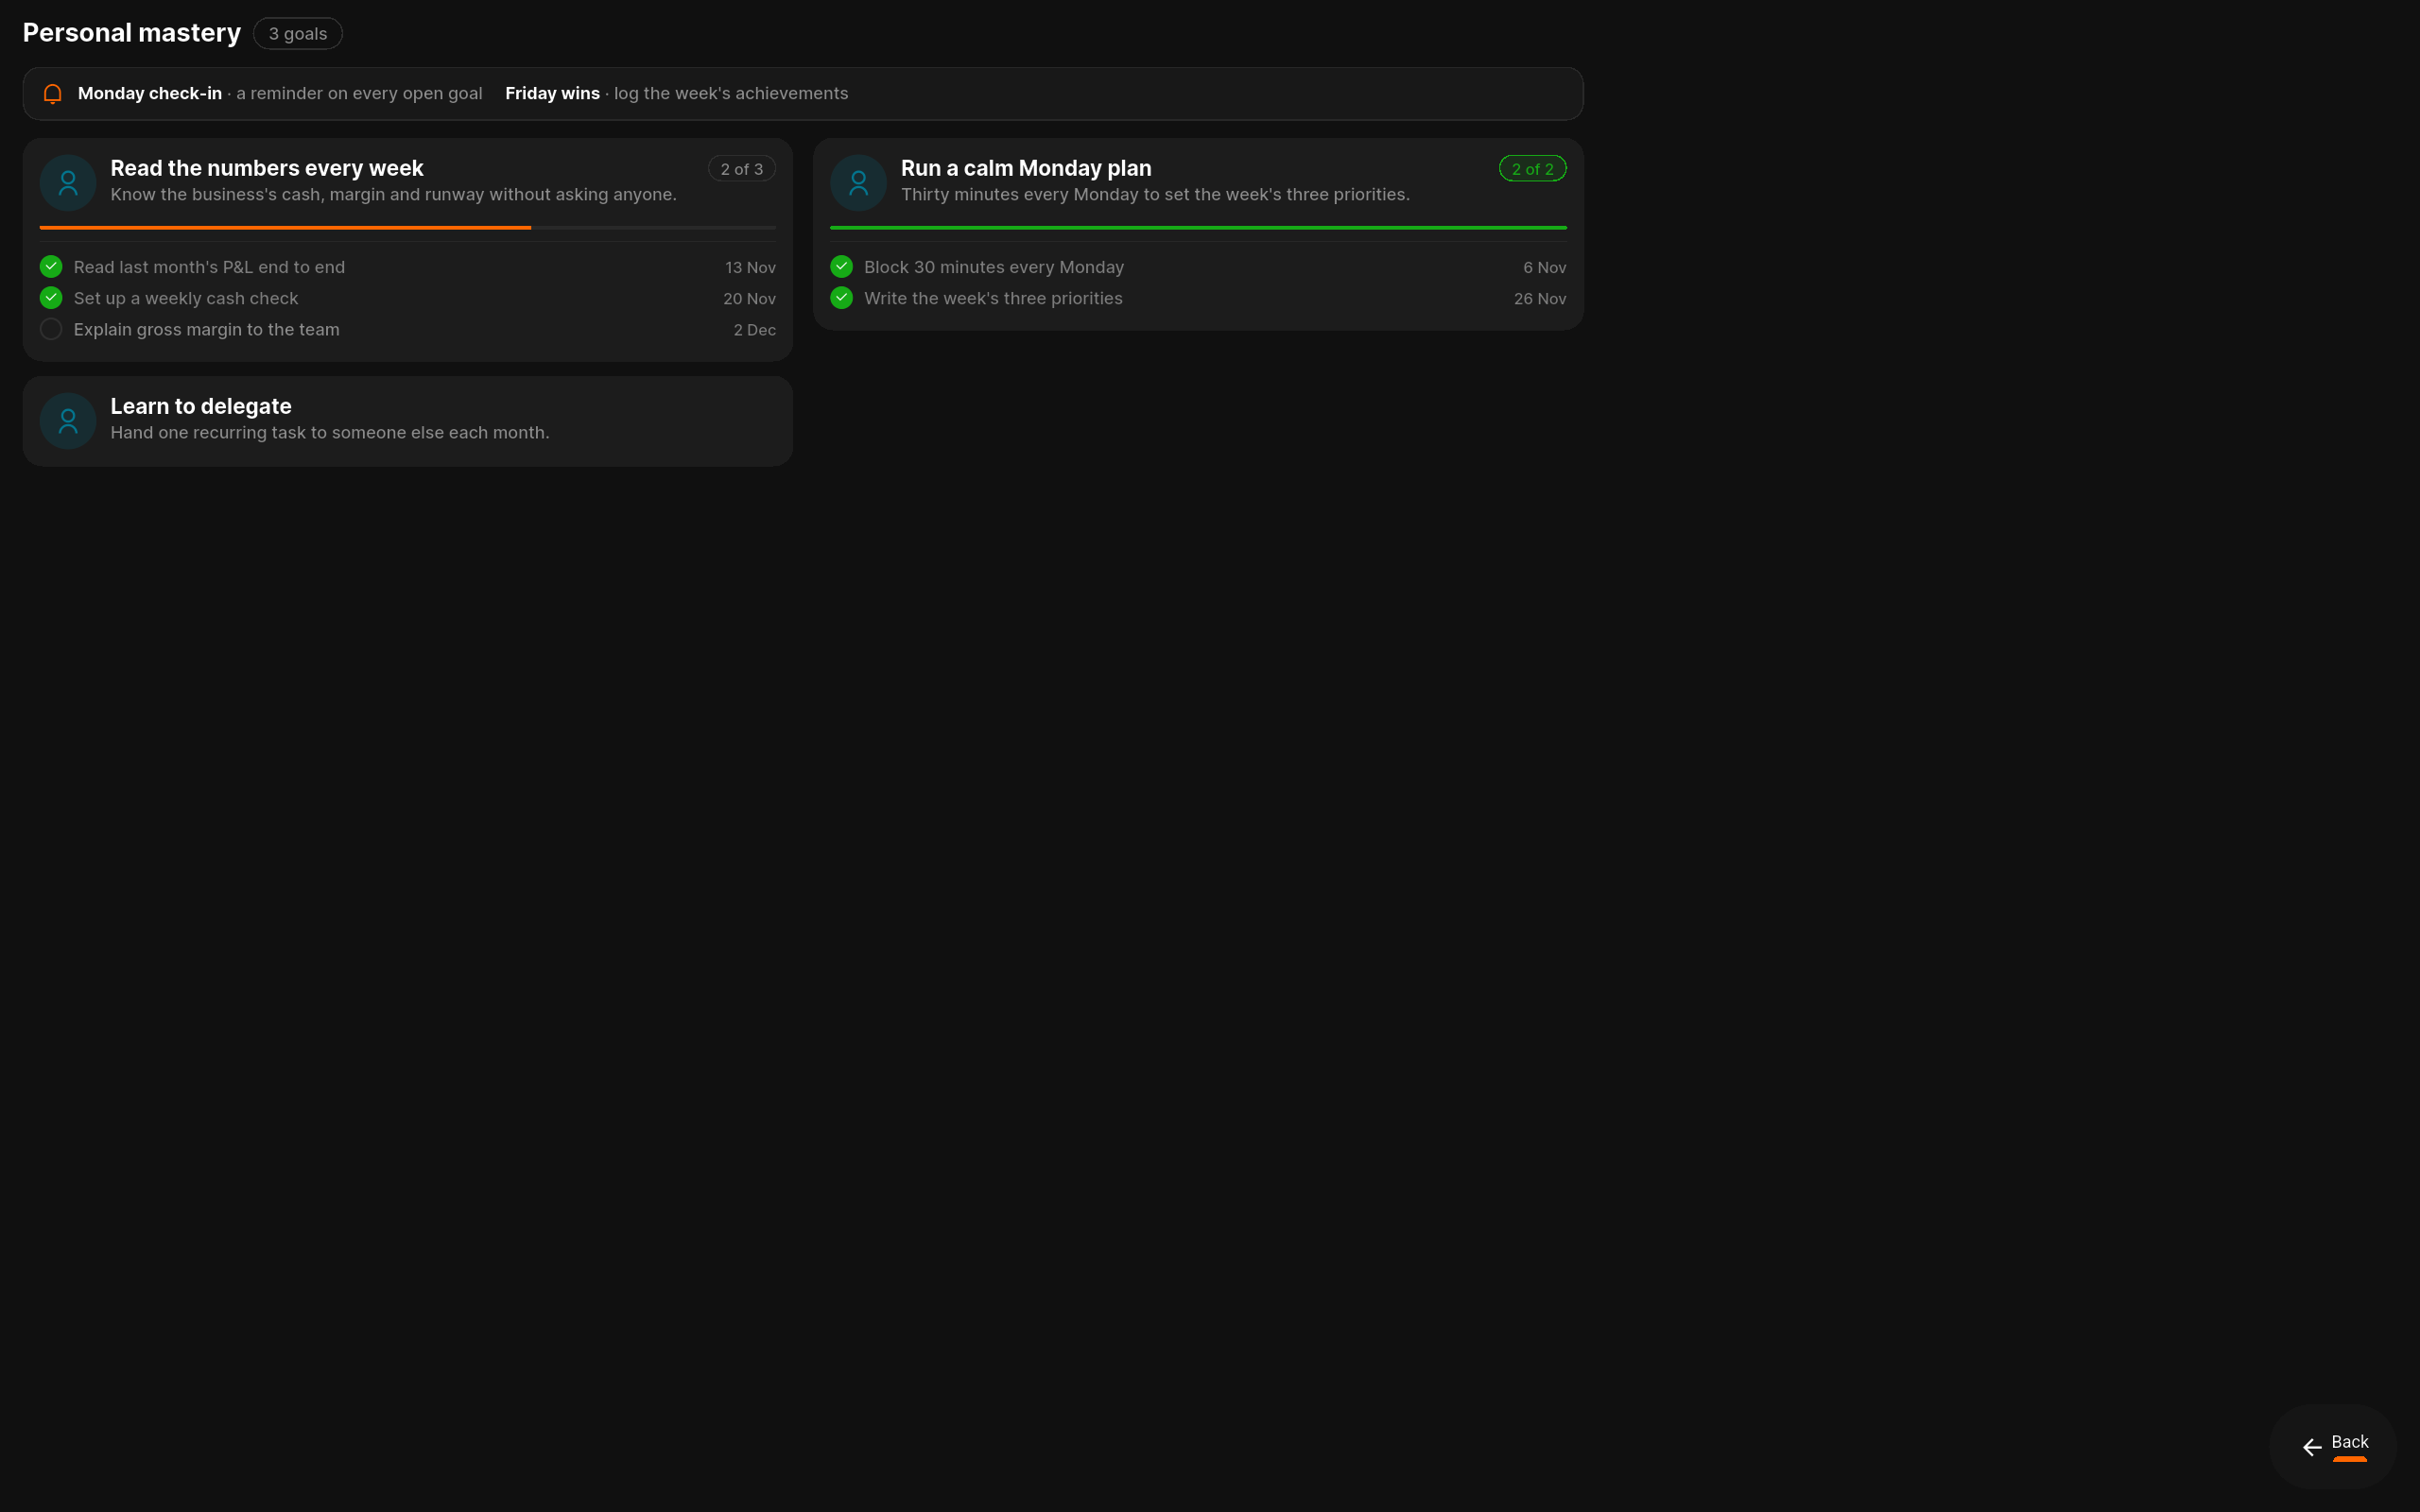 Personal mastery 3 goals
Monday check-in · a reminder on every open goal Friday wins · log the week's achievements
Read the numbers every week 2 of 3
Know the business's cash, margin and runway without asking anyone.
Read last month's P&L end to end 13 Nov
Set up a weekly cash check 20 Nov
Explain gross margin to the team 2 Dec
Run a calm Monday plan 2 of 2
Thirty minutes every Monday to set the week's three priorities.
Block 30 minutes every Monday 6 Nov
Write the week's three priorities 26 Nov
Learn to delegate
Hand one recurring task to someone else each month.
Back